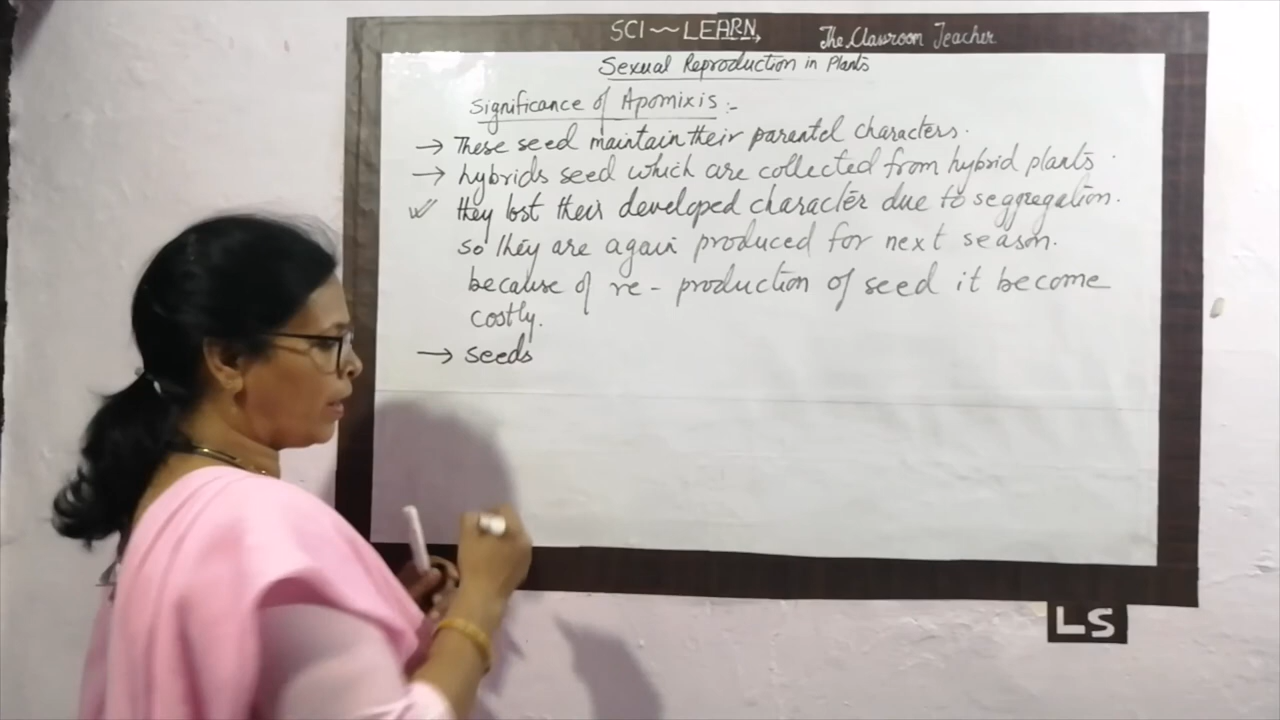 SCI~LEARN The Classroom Teacher
Sexual Reproduction in Plants
Significance of Apomixis :-
→ These seed maintain their parental characters.
→ hybrids seed which are collected from hybrid plants.
they lost their developed character due to seggregation.
so they are again produced for next season.
because of re-production of seed it become
costly.
→ seeds
LS